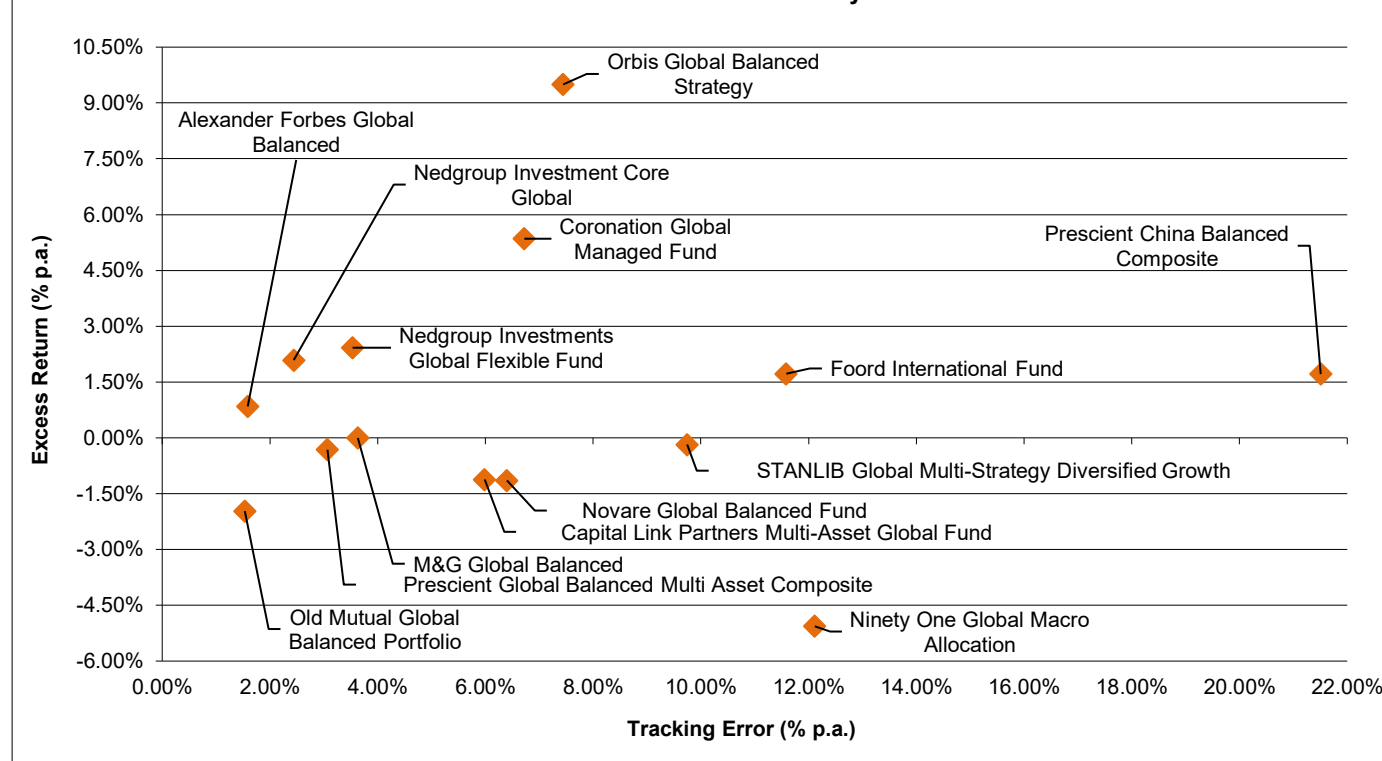 10.50%
9.00%
7.50%
6.00%
4.50%
3.00%
1.50%
0.00%
-1.50%
-3.00%
-4.50%
-6.00%
Excess Return (% p.a.)
Orbis Global Balanced
Strategy
Alexander Forbes Global
Balanced
Nedgroup Investment Core
Global
Coronation Global
Managed Fund
Prescient China Balanced
Composite
Nedgroup Investments
Global Flexible Fund
Foord International Fund
STANLIB Global Multi-Strategy Diversified Growth
Novare Global Balanced Fund
Capital Link Partners Multi-Asset Global Fund
M&G Global Balanced
Prescient Global Balanced Multi Asset Composite
Old Mutual Global
Balanced Portfolio
Ninety One Global Macro
Allocation
0.00% 2.00% 4.00% 6.00% 8.00% 10.00% 12.00% 14.00% 16.00% 18.00% 20.00% 22.00%
Tracking Error (% p.a.)